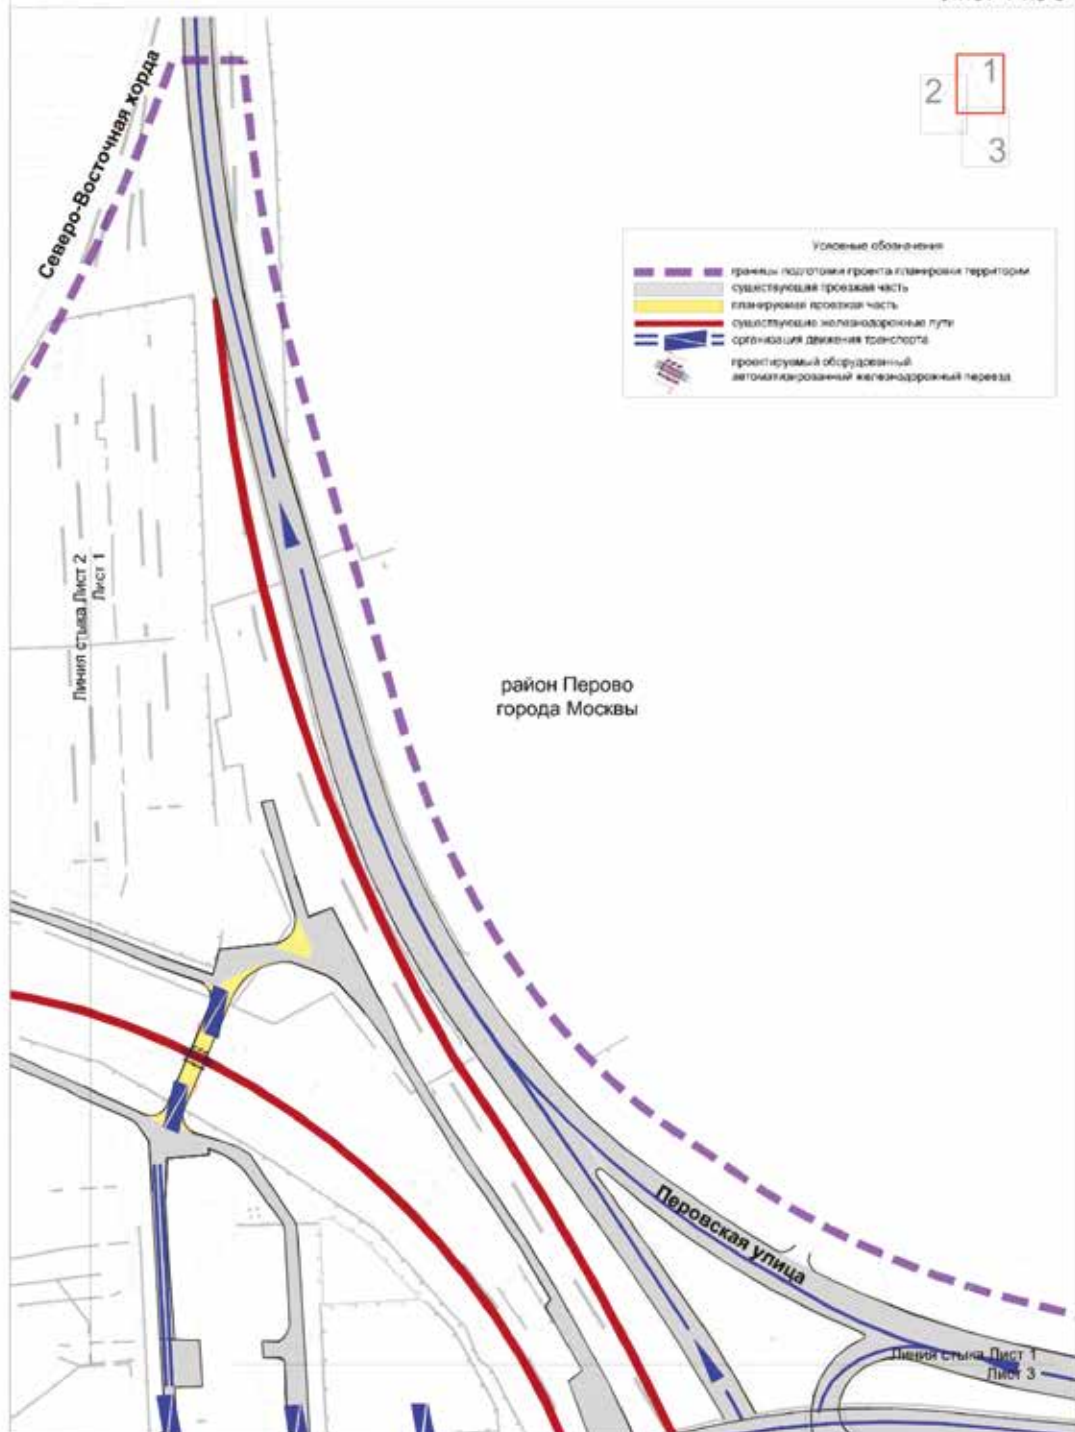 1
2
3
Северо-Восточная хорда
Условные обозначения
границы подготовки проекта планировки территории
существующая проезжая часть
планируемая проезжая часть
существующие железнодорожные пути
организация движения транспорта
проектируемый оборудованный
автоматизированный железнодорожный переезд
Линия стыка Лист 2
Лист 1
район Перово
города Москвы
Перовская улица
Линия стыка Лист 1
Лист 3